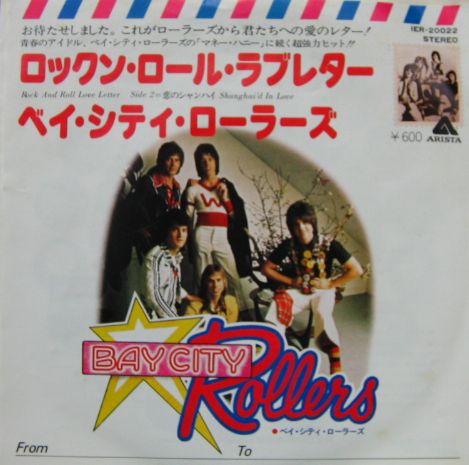 IER-20022
STEREO
お待たせしました。これがローラーズから君たちへの愛のレター!
青春のアイドル、ベイ・シティ・ローラーズの「マネー・ハニー」に続く超強力ヒット!!
ロックン・ロール・ラブレター
Rock And Roll Love Letter Side 2=恋のシャンハイ Shanghai'd In Love
ベイ・シティ・ローラーズ
¥600 ARISTA
BAY CITY
Rollers
●ベイ・シティ・ローラーズ
From To